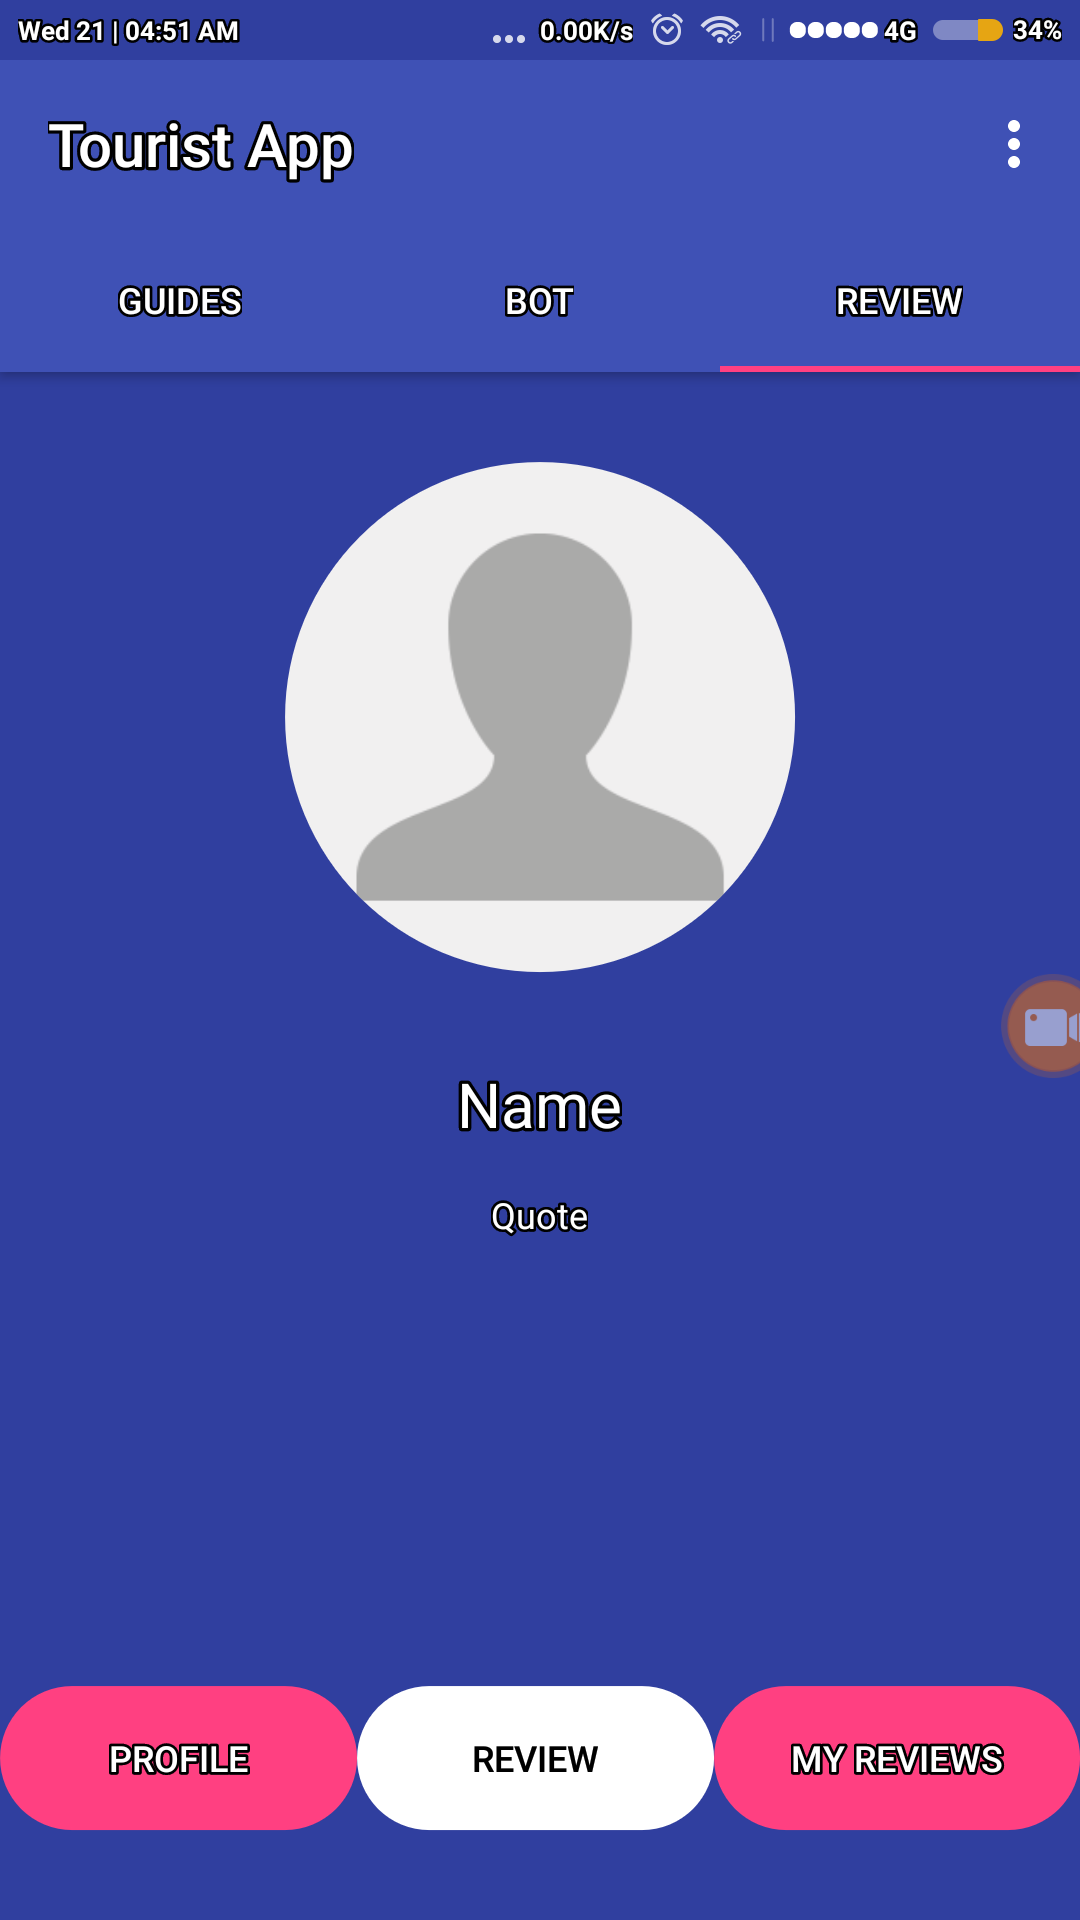 Wed 21 | 04:51 AM ... 0.00K/s 4G 34%
Tourist App
GUIDES BOT REVIEW
Name
Quote
PROFILE REVIEW MY REVIEWS